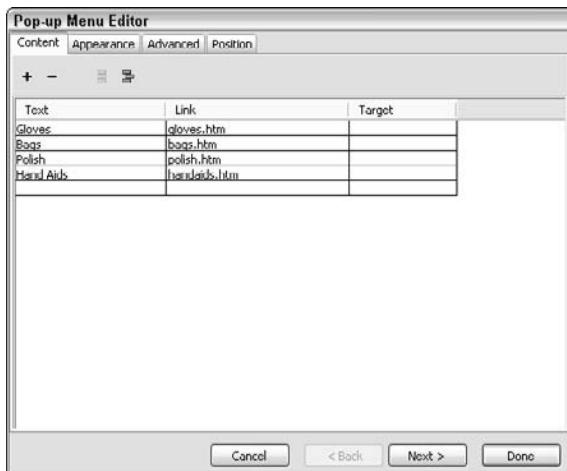 Pop-up Menu Editor
Content Appearance Advanced Position
Text Link Target
Gloves gloves.htm
Bags bags.htm
Polish polish.htm
Hand Aids handaids.htm
Cancel < Back Next > Done